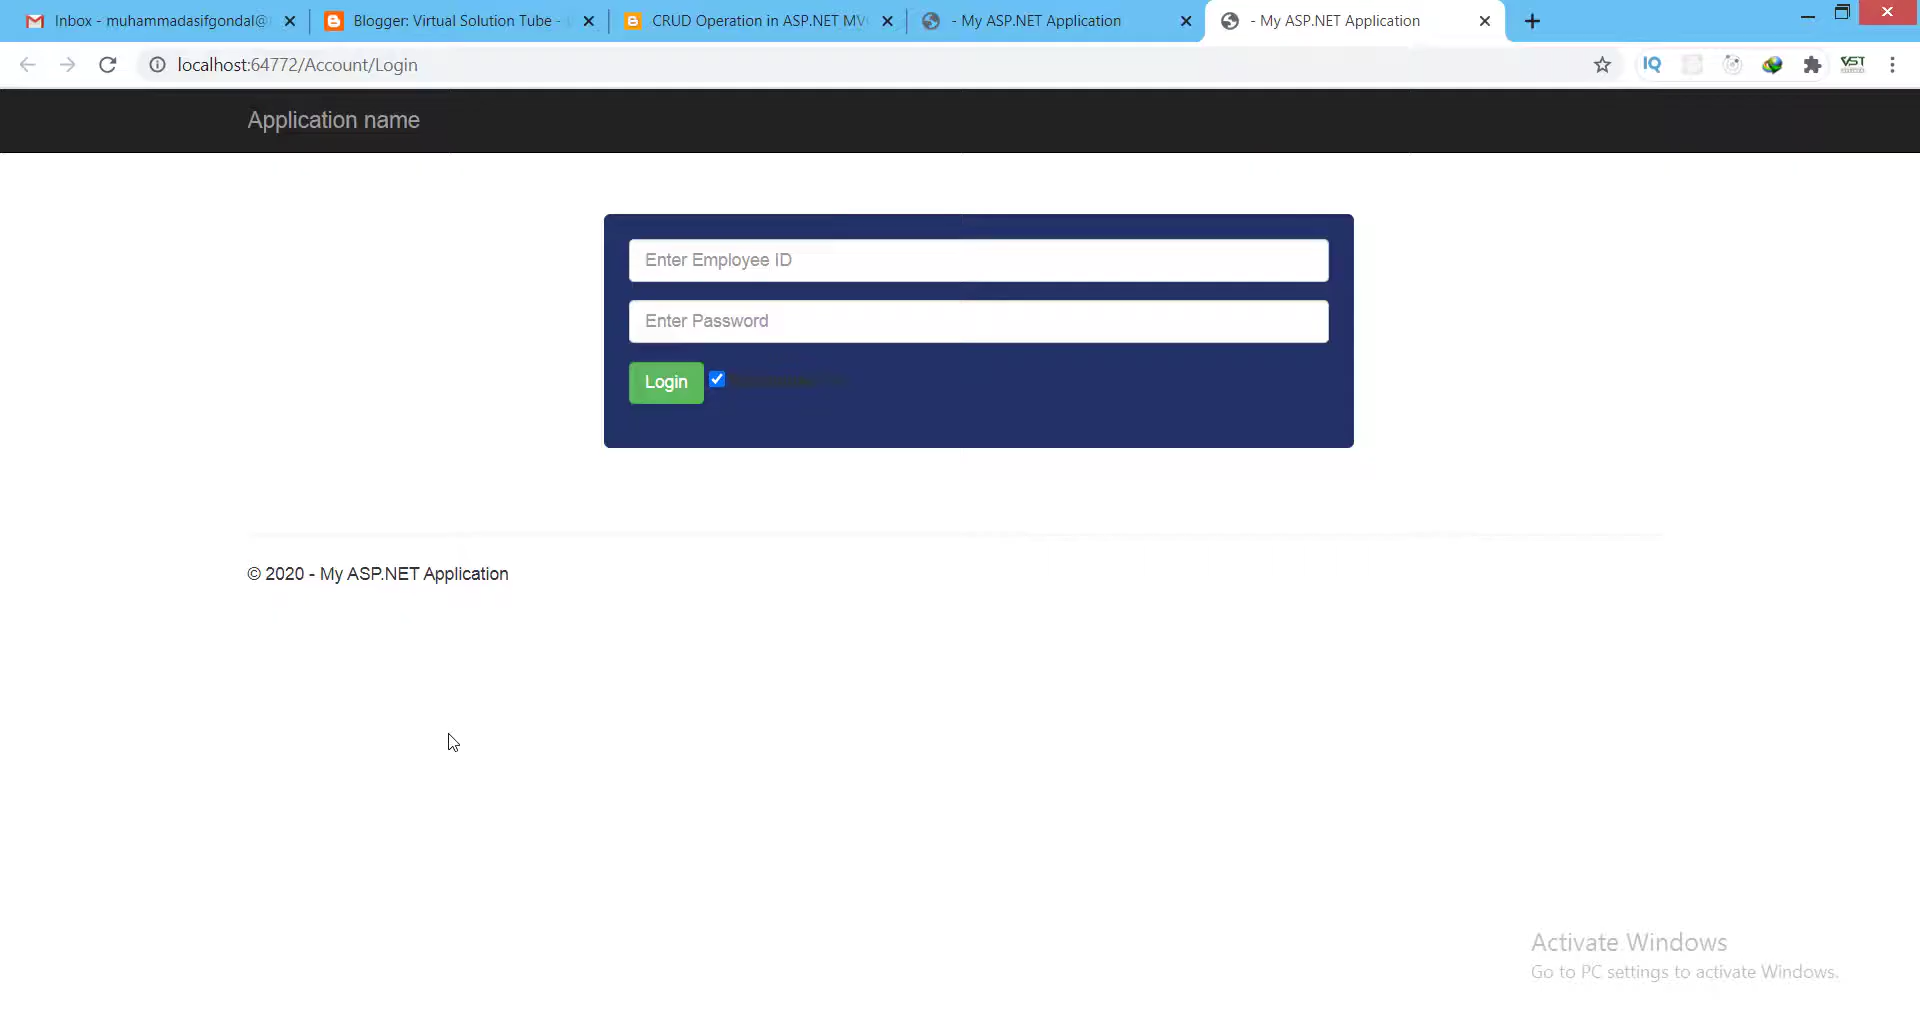 Inbox - muhammadasifgondal@
Blogger: Virtual Solution Tube -
CRUD Operation in ASP.NET MV
- My ASP.NET Application
- My ASP.NET Application
localhost:64772/Account/Login
IQ
VST
Application name
Enter Employee ID
Enter Password
Login
© 2020 - My ASP.NET Application
Activate Windows
Go to PC settings to activate Windows.